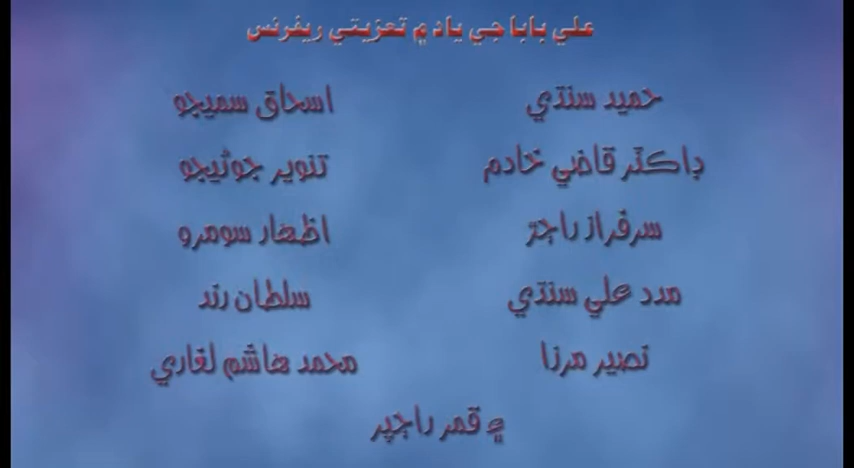 علي بابا جي ياد ۾ تعزيتي ريفرنس
حميد سنڌي
اسحاق سميجو
ڊاڪٽر قاضي خادم
تنوير جوڻيجو
سرفراز راجڙ
اظهار سومرو
مدد علي سنڌي
سلطان رند
نصير مرزا
محمد هاشم لغاري
۽ قمر راڄپر